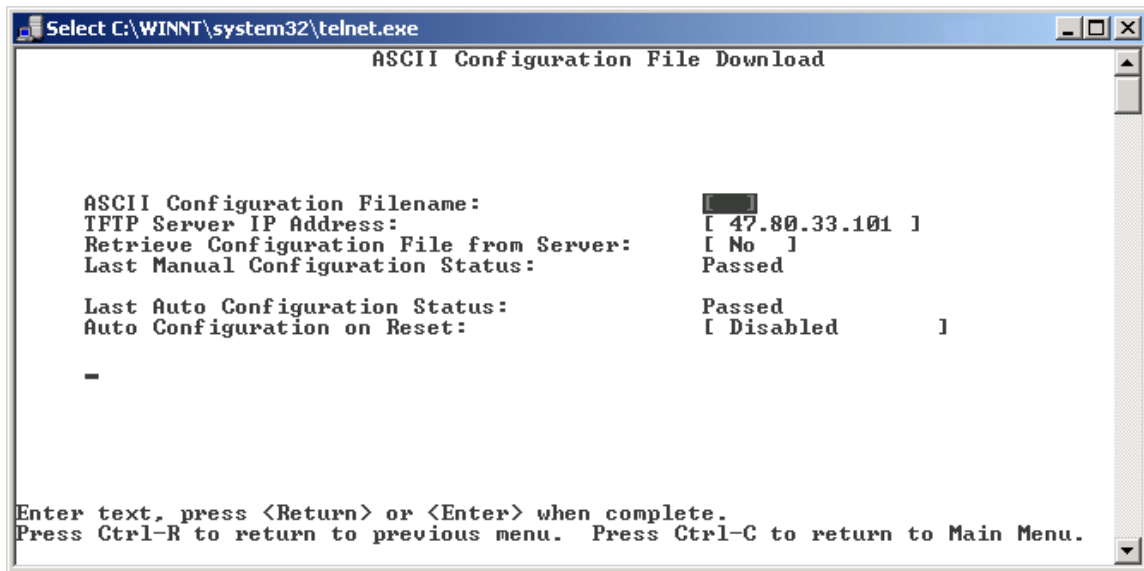 Select C:\WINNT\system32\telnet.exe
ASCII Configuration File Download
ASCII Configuration Filename: [ ]
TFTP Server IP Address: [ 47.80.33.101 ]
Retrieve Configuration File from Server: [ No ]
Last Manual Configuration Status: Passed
Last Auto Configuration Status: Passed
Auto Configuration on Reset: [ Disabled ]
Enter text, press <Return> or <Enter> when complete.
Press Ctrl-R to return to previous menu. Press Ctrl-C to return to Main Menu.